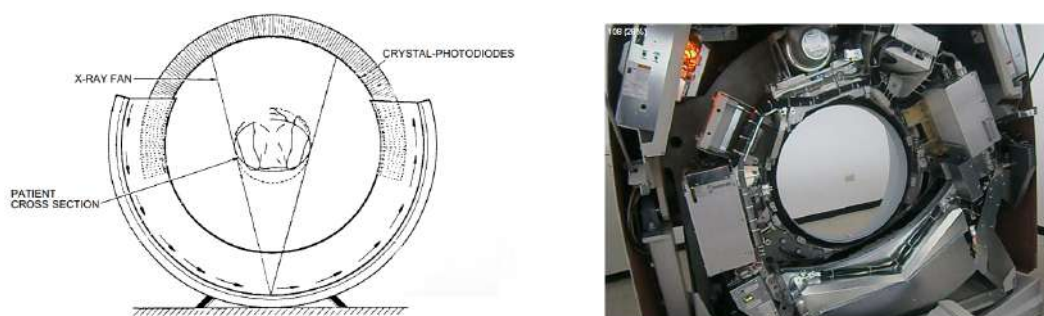 CRYSTAL-PHOTODIODES
X-RAY FAN
PATIENT
CROSS SECTION